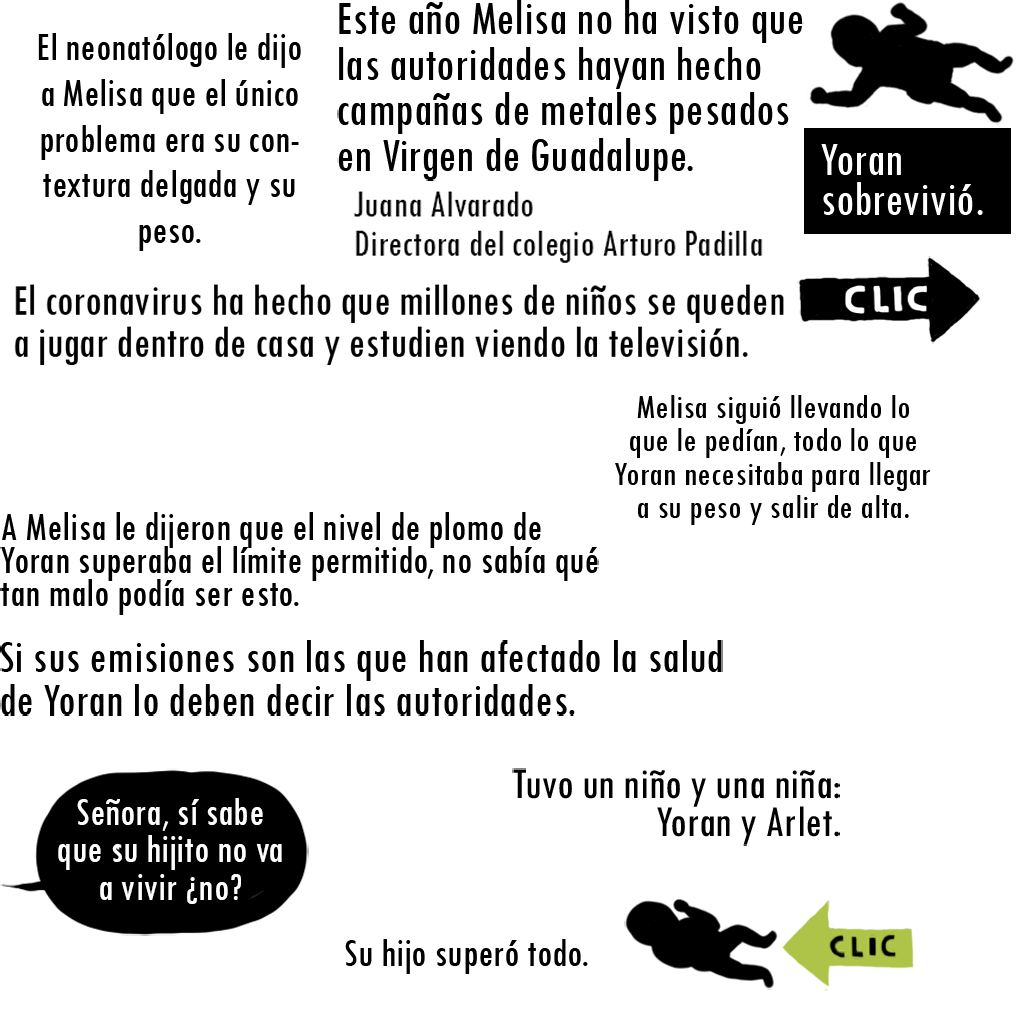 El neonatólogo le dijo
a Melisa que el único
problema era su con-
textura delgada y su
peso.
Este año Melisa no ha visto que
las autoridades hayan hecho
campañas de metales pesados
en Virgen de Guadalupe.
Juana Alvarado
Directora del colegio Arturo Padilla
Yoran
sobrevivió.
El coronavirus ha hecho que millones de niños se queden
a jugar dentro de casa y estudien viendo la televisión.
CLIC
Melisa siguió llevando lo
que le pedían, todo lo que
Yoran necesitaba para llegar
a su peso y salir de alta.
A Melisa le dijeron que el nivel de plomo de
Yoran superaba el límite permitido, no sabía qué
tan malo podía ser esto.
Si sus emisiones son las que han afectado la salud
de Yoran lo deben decir las autoridades.
Señora, sí sabe
que su hijito no va
a vivir ¿no?
Tuvo un niño y una niña:
Yoran y Arlet.
Su hijo superó todo.
CLIC